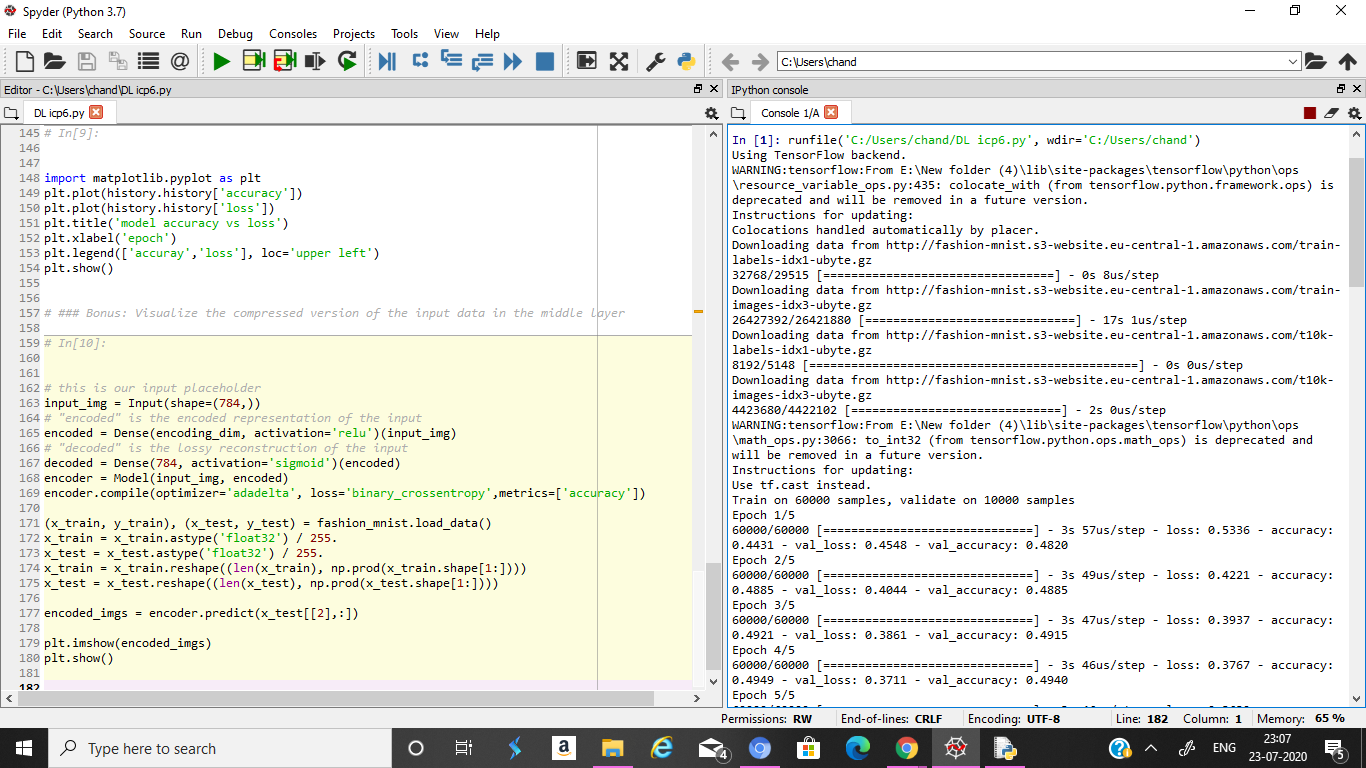 Spyder (Python 3.7)
File Edit Search Source Run Debug Consoles Projects Tools View Help
C:\Users\chand
Editor - C:\Users\chand\DL icp6.py
DL icp6.py
145 # In[9]:
146
147
148 import matplotlib.pyplot as plt
149 plt.plot(history.history['accuracy'])
150 plt.plot(history.history['loss'])
151 plt.title('model accuracy vs loss')
152 plt.xlabel('epoch')
153 plt.legend(['accuray','loss'], loc='upper left')
154 plt.show()
155
156
157 # ### Bonus: Visualize the compressed version of the input data in the middle layer
158
159 # In[10]:
160
161
162 # this is our input placeholder
163 input_img = Input(shape=(784,))
164 # "encoded" is the encoded representation of the input
165 encoded = Dense(encoding_dim, activation='relu')(input_img)
166 # "decoded" is the lossy reconstruction of the input
167 decoded = Dense(784, activation='sigmoid')(encoded)
168 encoder = Model(input_img, encoded)
169 encoder.compile(optimizer='adadelta', loss='binary_crossentropy',metrics=['accuracy'])
170
171 (x_train, y_train), (x_test, y_test) = fashion_mnist.load_data()
172 x_train = x_train.astype('float32') / 255.
173 x_test = x_test.astype('float32') / 255.
174 x_train = x_train.reshape((len(x_train), np.prod(x_train.shape[1:])))
175 x_test = x_test.reshape((len(x_test), np.prod(x_test.shape[1:])))
176
177 encoded_imgs = encoder.predict(x_test[[2],:])
178
179 plt.imshow(encoded_imgs)
180 plt.show()
181
182
IPython console
Console 1/A
In [1]: runfile('C:/Users/chand/DL icp6.py', wdir='C:/Users/chand')
Using TensorFlow backend.
WARNING:tensorflow:From E:\New folder (4)\lib\site-packages\tensorflow\python\ops
\resource_variable_ops.py:435: colocate_with (from tensorflow.python.framework.ops) is
deprecated and will be removed in a future version.
Instructions for updating:
Colocations handled automatically by placer.
Downloading data from http://fashion-mnist.s3-website.eu-central-1.amazonaws.com/train-
labels-idx1-ubyte.gz
32768/29515 [=================================] - 0s 8us/step
Downloading data from http://fashion-mnist.s3-website.eu-central-1.amazonaws.com/train-
images-idx3-ubyte.gz
26427392/26421880 [==============================] - 17s 1us/step
Downloading data from http://fashion-mnist.s3-website.eu-central-1.amazonaws.com/t10k-
labels-idx1-ubyte.gz
8192/5148 [===============================================] - 0s 0us/step
Downloading data from http://fashion-mnist.s3-website.eu-central-1.amazonaws.com/t10k-
images-idx3-ubyte.gz
4423680/4422102 [==============================] - 2s 0us/step
WARNING:tensorflow:From E:\New folder (4)\lib\site-packages\tensorflow\python\ops
\math_ops.py:3066: to_int32 (from tensorflow.python.ops.math_ops) is deprecated and
will be removed in a future version.
Instructions for updating:
Use tf.cast instead.
Train on 60000 samples, validate on 10000 samples
Epoch 1/5
60000/60000 [==============================] - 3s 57us/step - loss: 0.5336 - accuracy:
0.4431 - val_loss: 0.4548 - val_accuracy: 0.4820
Epoch 2/5
60000/60000 [==============================] - 3s 49us/step - loss: 0.4221 - accuracy:
0.4885 - val_loss: 0.4044 - val_accuracy: 0.4885
Epoch 3/5
60000/60000 [==============================] - 3s 47us/step - loss: 0.3937 - accuracy:
0.4921 - val_loss: 0.3861 - val_accuracy: 0.4915
Epoch 4/5
60000/60000 [==============================] - 3s 46us/step - loss: 0.3767 - accuracy:
0.4949 - val_loss: 0.3711 - val_accuracy: 0.4940
Epoch 5/5
Permissions: RW End-of-lines: CRLF Encoding: UTF-8 Line: 182 Column: 1 Memory: 65 %
Type here to search
4
ENG
23:07
23-07-2020
5